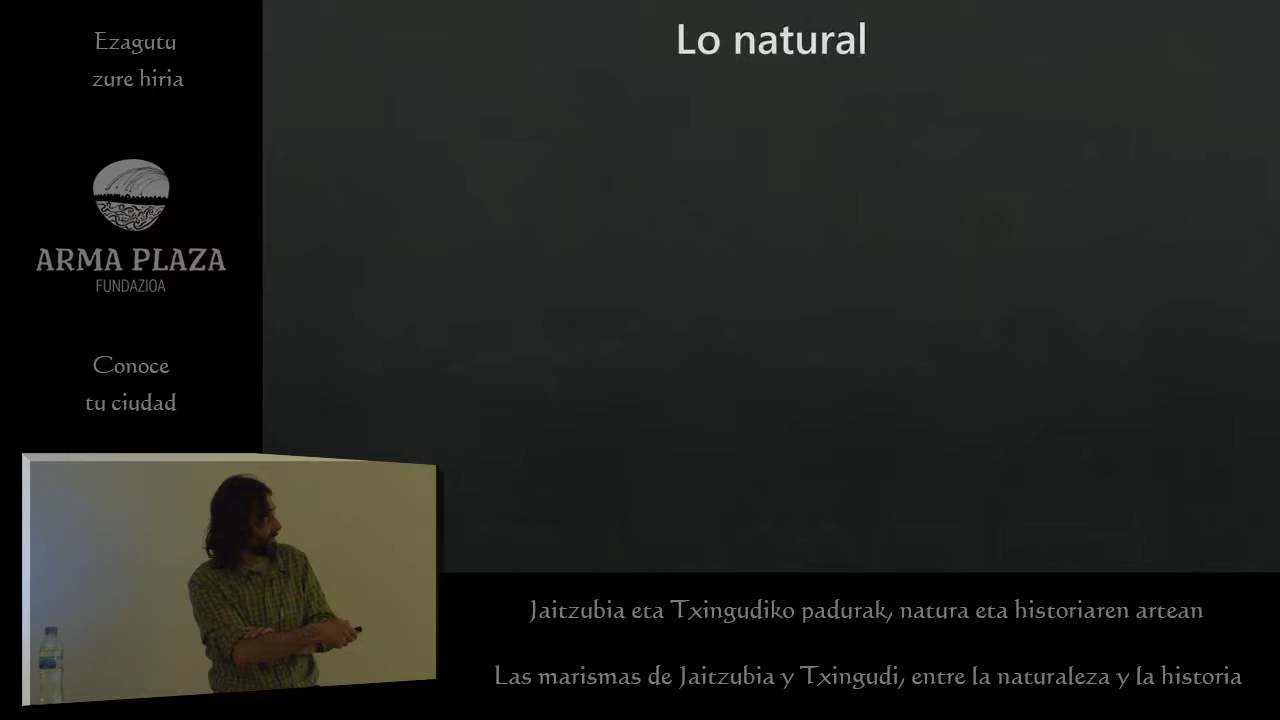 Ezagutu
zure hiria
ARMA PLAZA
FUNDAZIOA
Conoce
tu ciudad
Lo natural
Jaitzubia eta Txingudiko padurak, natura eta historiaren artean
Las marismas de Jaitzubia y Txingudi, entre la naturaleza y la historia